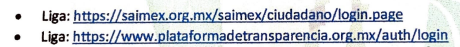 • Liga: https://saimex.org.mx/saimex/ciudadano/login.page
• Liga: https://www.plataformadetransparencia.org.mx/auth/login